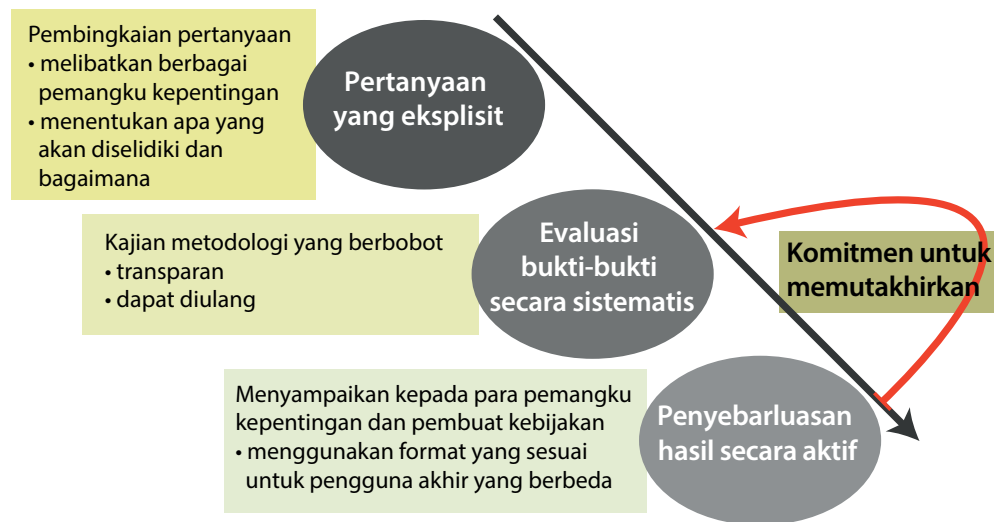 Pembingkaian pertanyaan
• melibatkan berbagai
pemangku kepentingan
• menentukan apa yang
akan diselidiki dan
bagaimana
Pertanyaan
yang eksplisit
Kajian metodologi yang berbobot
• transparan
• dapat diulang
Evaluasi
bukti-bukti
secara sistematis
Komitmen untuk
memutakhirkan
Menyampaikan kepada para pemangku
kepentingan dan pembuat kebijakan
• menggunakan format yang sesuai
untuk pengguna akhir yang berbeda
Penyebarluasan
hasil secara aktif